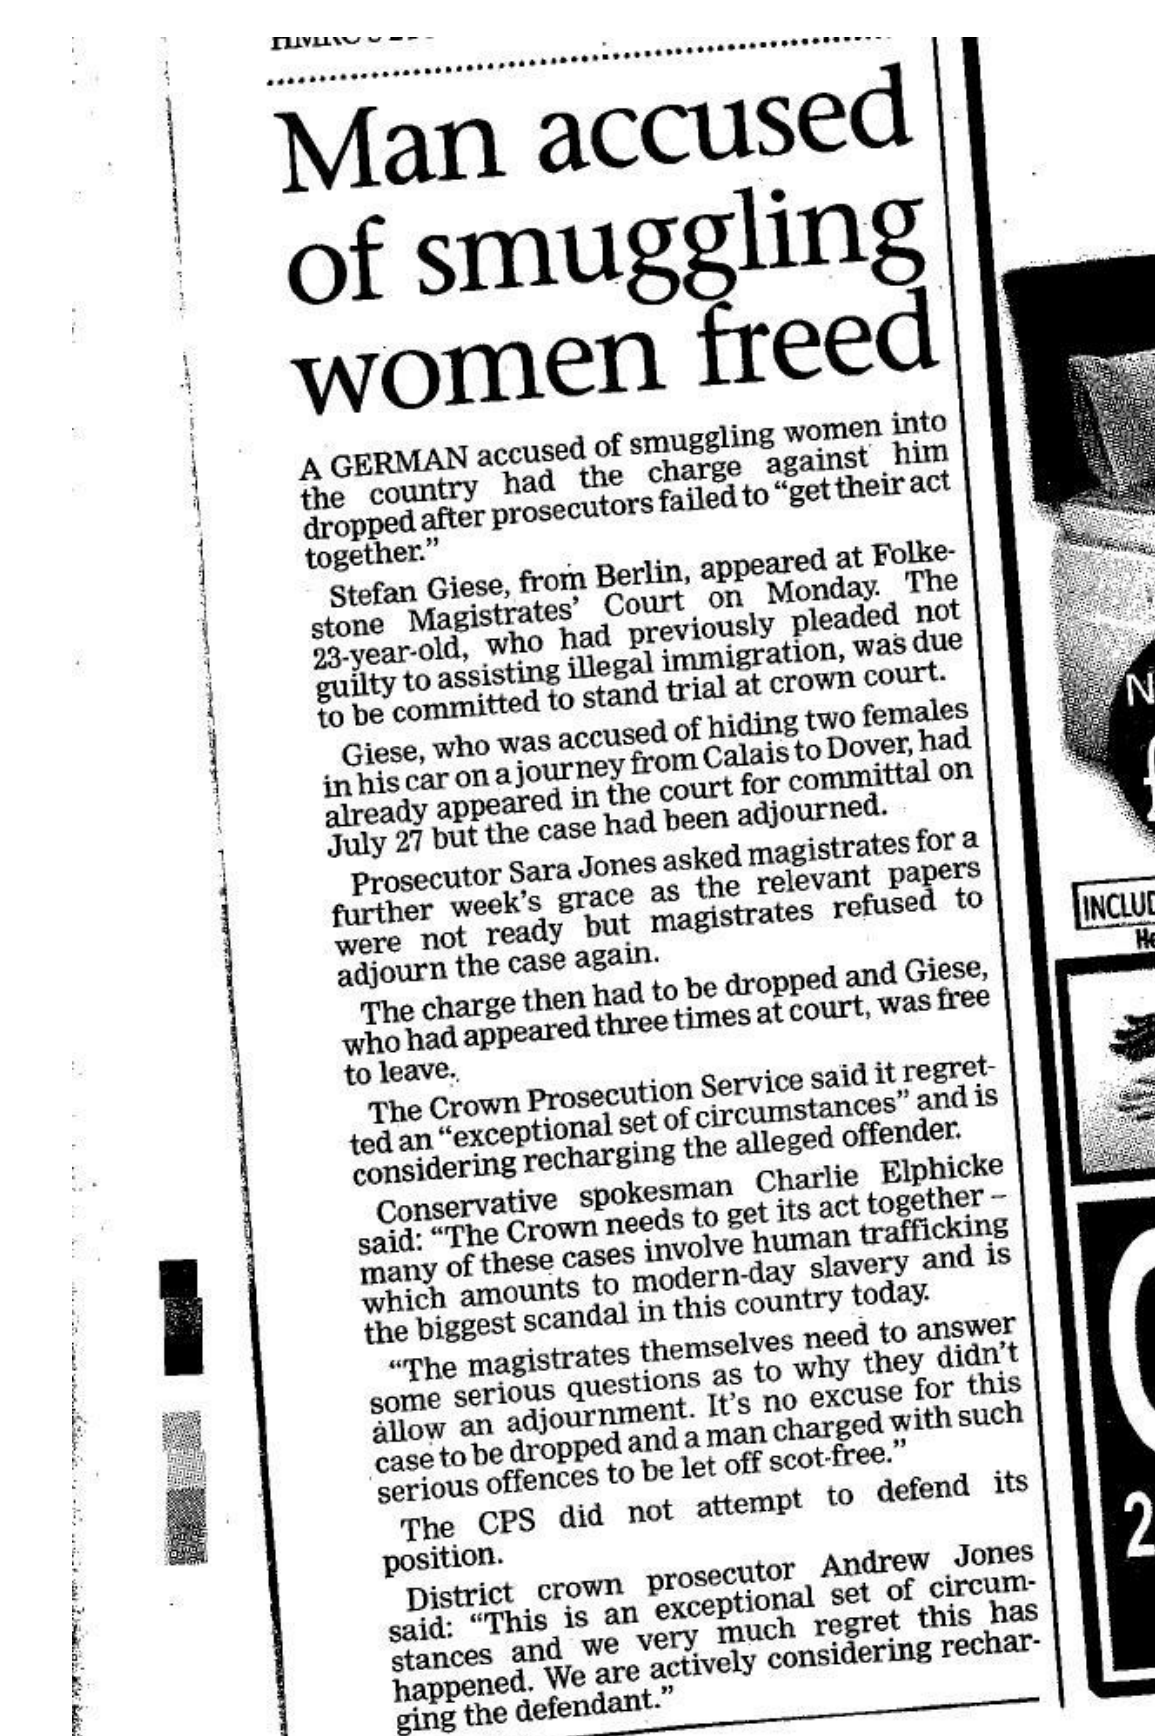 Man accused
of smuggling
women freed
A GERMAN accused of smuggling women into
the country had the charge against him
dropped after prosecutors failed to “get their act
together.”
Stefan Giese, from Berlin, appeared at Folke-
stone Magistrates’ Court on Monday. The
23-year-old, who had previously pleaded not
guilty to assisting illegal immigration, was due
to be committed to stand trial at crown court.
Giese, who was accused of hiding two females
in his car on a journey from Calais to Dover, had
already appeared in the court for committal on
July 27 but the case had been adjourned.
Prosecutor Sara Jones asked magistrates for a
further week’s grace as the relevant papers
were not ready but magistrates refused to
adjourn the case again.
The charge then had to be dropped and Giese,
who had appeared three times at court, was free
to leave.
The Crown Prosecution Service said it regret-
ted an “exceptional set of circumstances” and is
considering recharging the alleged offender.
Conservative spokesman Charlie Elphicke
said: “The Crown needs to get its act together –
many of these cases involve human trafficking
which amounts to modern-day slavery and is
the biggest scandal in this country today.
“The magistrates themselves need to answer
some serious questions as to why they didn’t
allow an adjournment. It’s no excuse for this
case to be dropped and a man charged with such
serious offences to be let off scot-free.”
The CPS did not attempt to defend its
position.
District crown prosecutor Andrew Jones
said: “This is an exceptional set of circum-
stances and we very much regret this has
happened. We are actively considering rechar-
ging the defendant.”
N
INCLUD
He
2